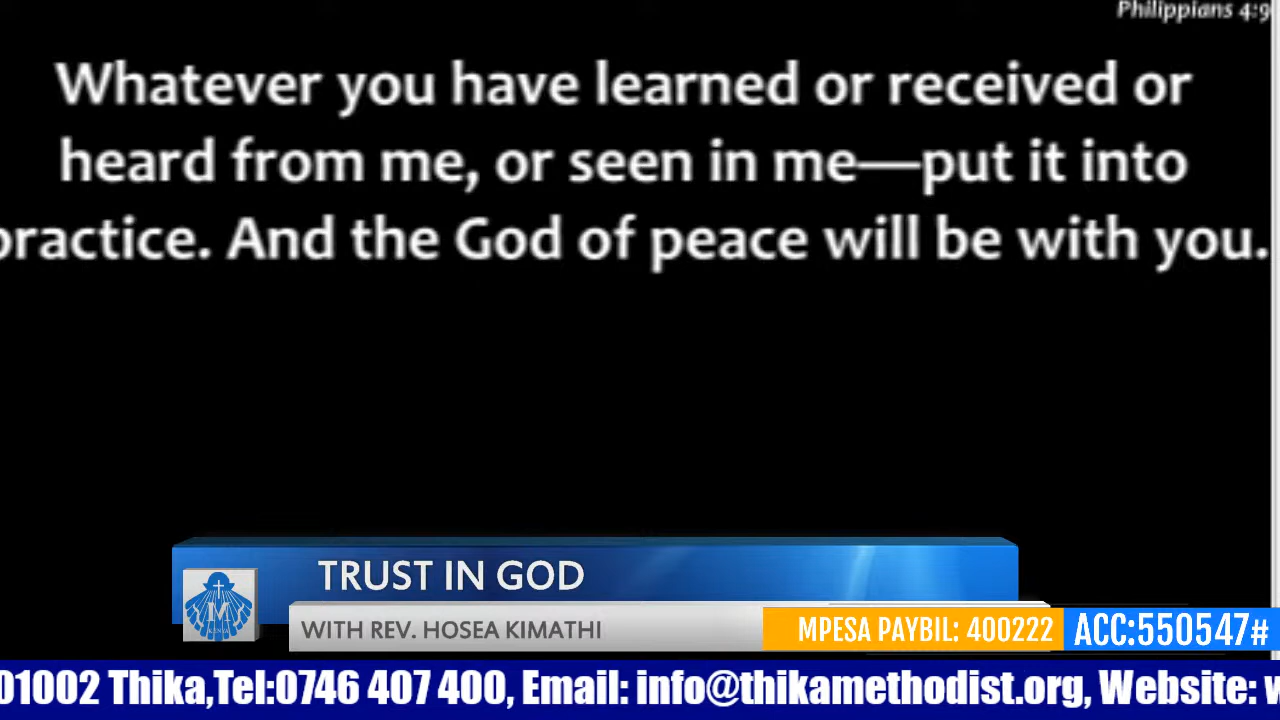 Philippians 4:9
Whatever you have learned or received or
heard from me, or seen in me—put it into
practice. And the God of peace will be with you.
TRUST IN GOD
WITH REV. HOSEA KIMATHI
MPESA PAYBIL: 400222
ACC:550547#
01002 Thika,Tel:0746 407 400, Email: info@thikamethodist.org, Website: